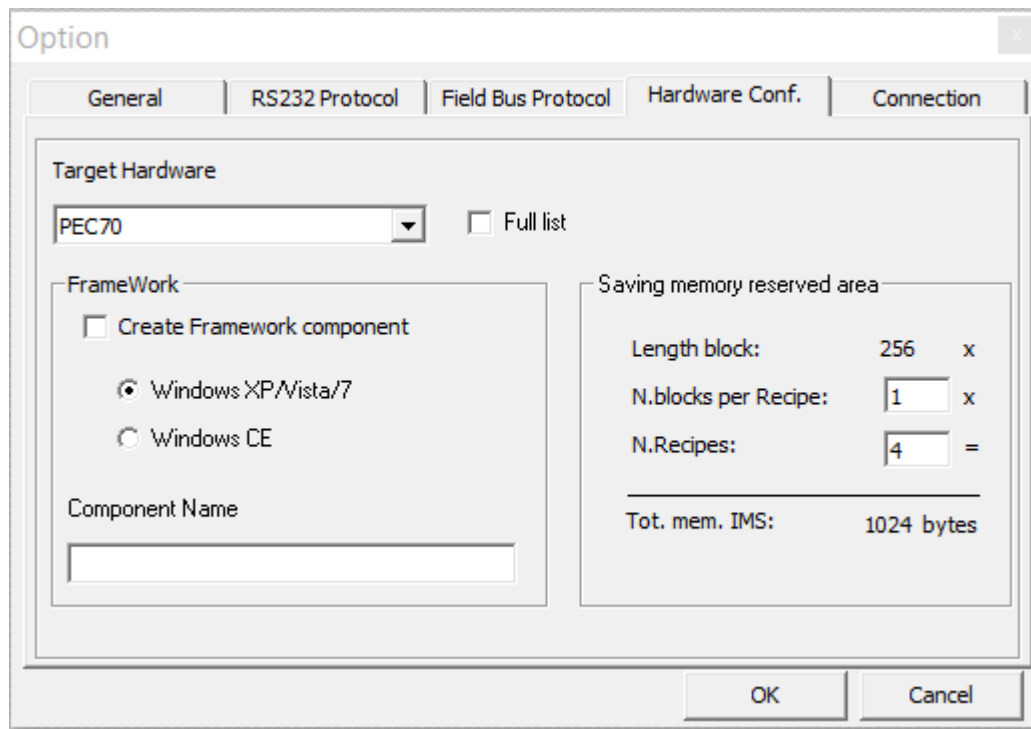 Option
x
General RS232 Protocol Field Bus Protocol Hardware Conf. Connection
Target Hardware
PEC70 Full list
FrameWork
Create Framework component
Windows XP/Vista/7
Windows CE
Component Name
Saving memory reserved area
Length block: 256 x
N.blocks per Recipe: 1 x
N.Recipes: 4 =
Tot. mem. IMS: 1024 bytes
OK Cancel